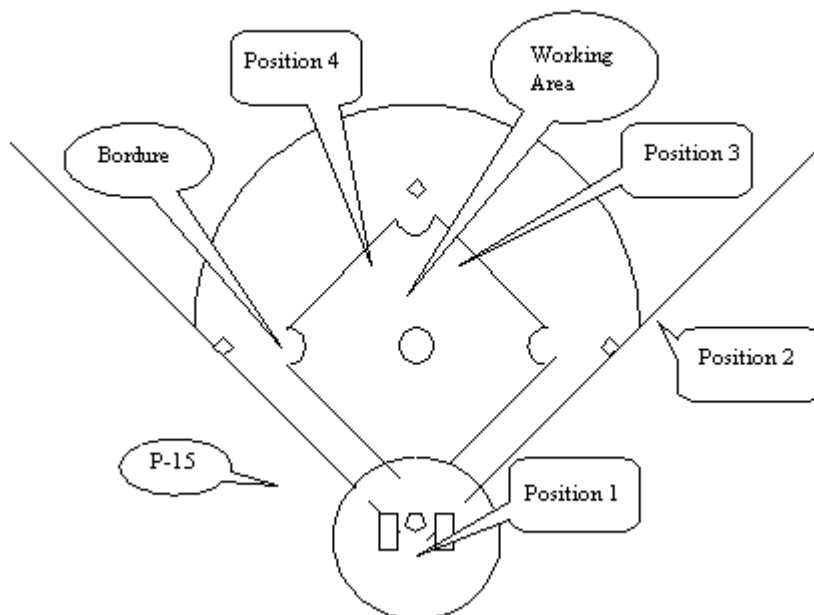 Position 4
Working
Area
Bordure
Position 3
Position 2
P-15
Position 1